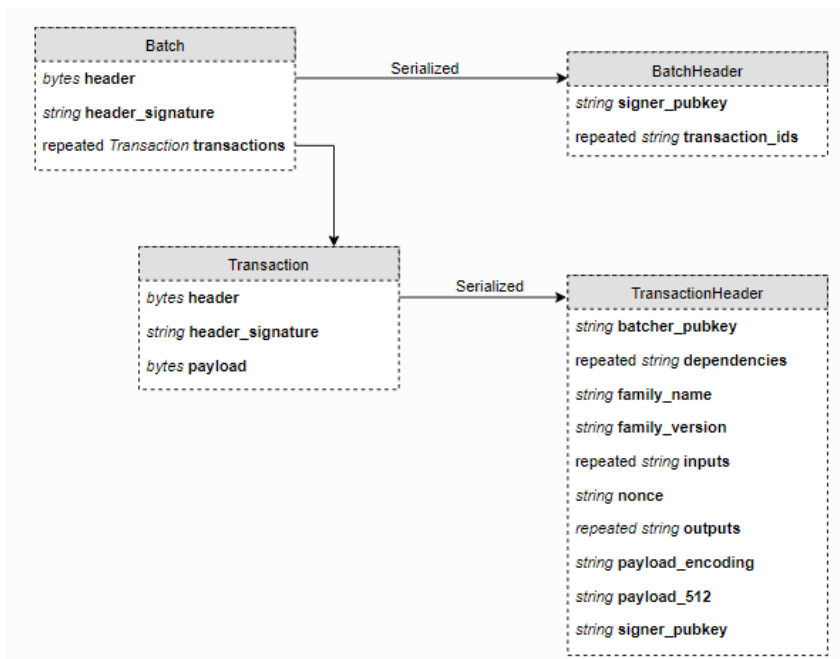 Batch
bytes header
string header_signature
repeated Transaction transactions
Serialized
BatchHeader
string signer_pubkey
repeated string transaction_ids
Transaction
bytes header
string header_signature
bytes payload
Serialized
TransactionHeader
string batcher_pubkey
repeated string dependencies
string family_name
string family_version
repeated string inputs
string nonce
repeated string outputs
string payload_encoding
string payload_512
string signer_pubkey